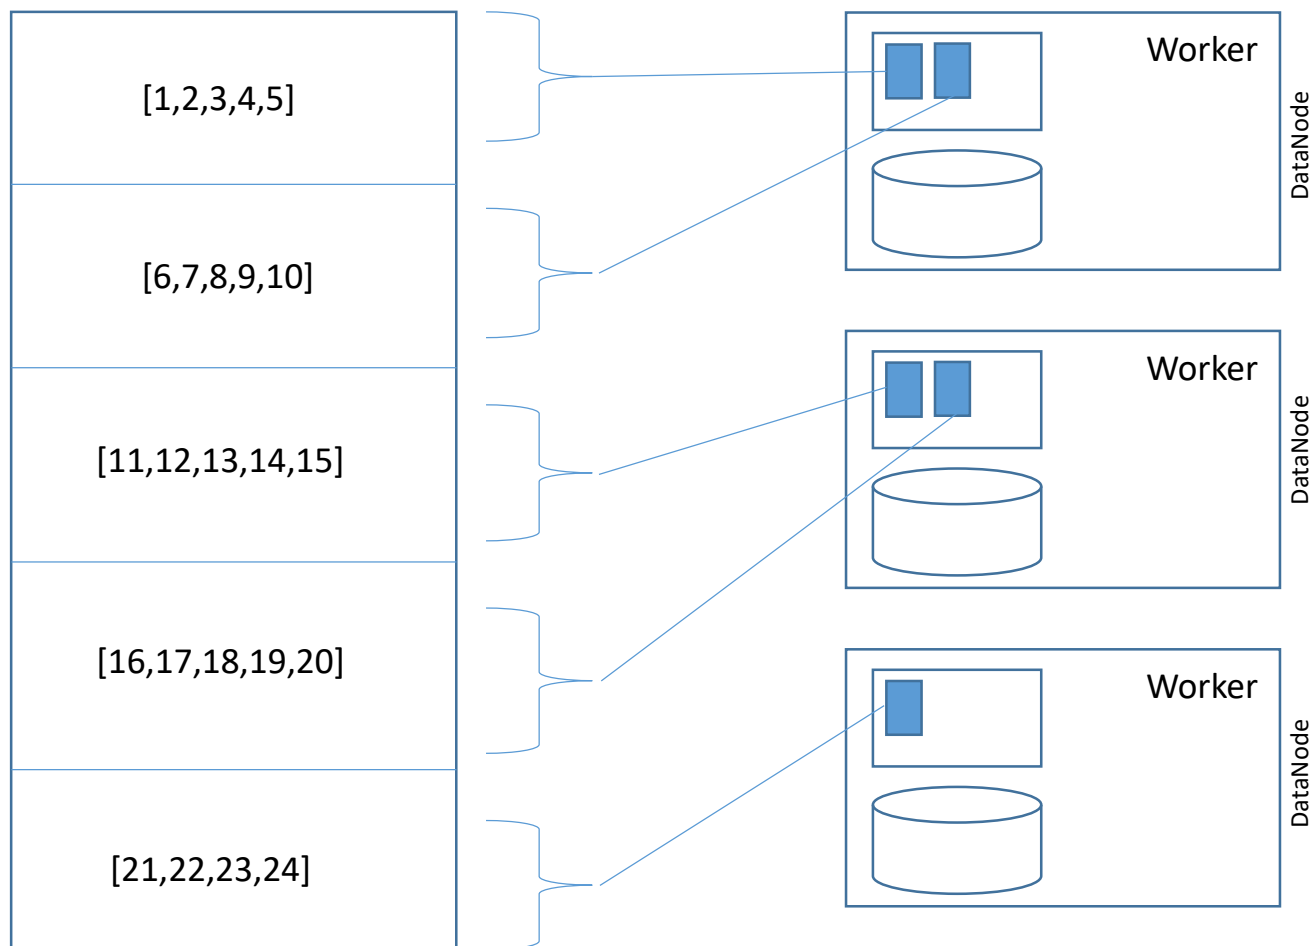 [1,2,3,4,5]
[6,7,8,9,10]
[11,12,13,14,15]
[16,17,18,19,20]
[21,22,23,24]
Worker
DataNode
Worker
DataNode
Worker
DataNode